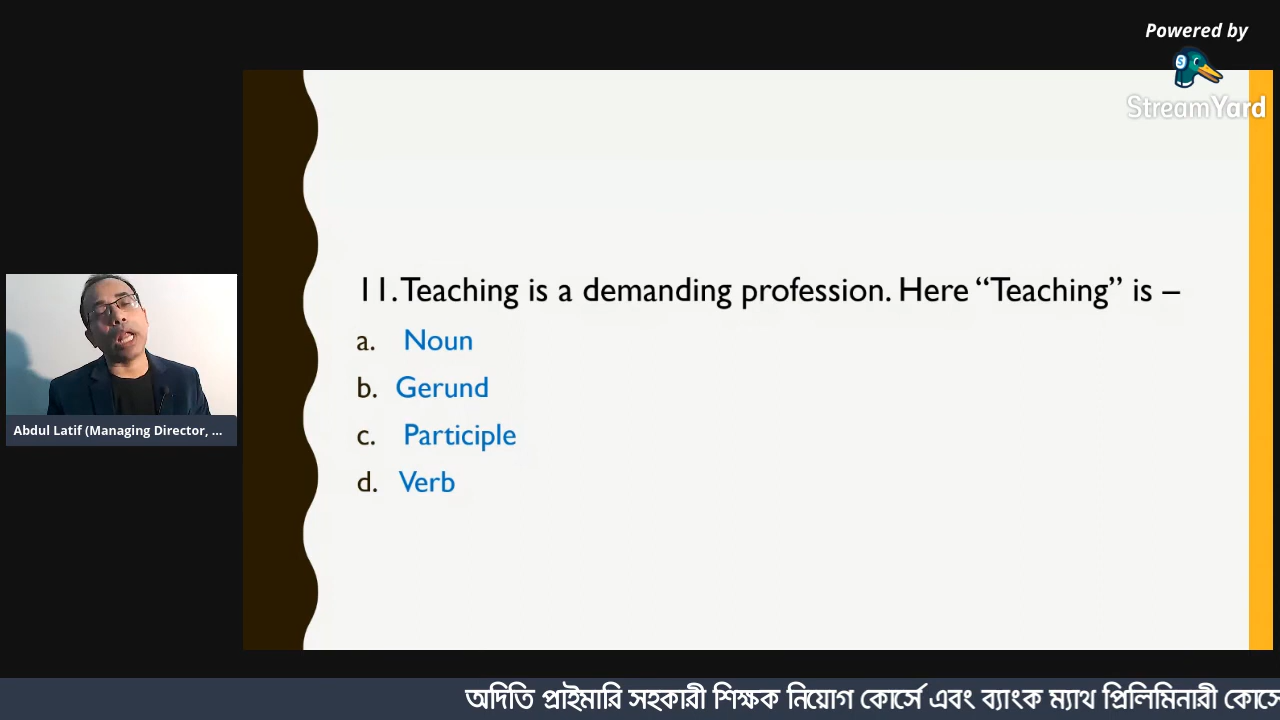 Powered by
StreamYard
11. Teaching is a demanding profession. Here “Teaching” is –
a. Noun
b. Gerund
c. Participle
d. Verb
Abdul Latif (Managing Director, ...
অদিতি প্রাইমারি সহকারী শিক্ষক নিয়োগ কোর্সে এবং ব্যাংক ম্যাথ প্রিলিমিনারী কোর্সে